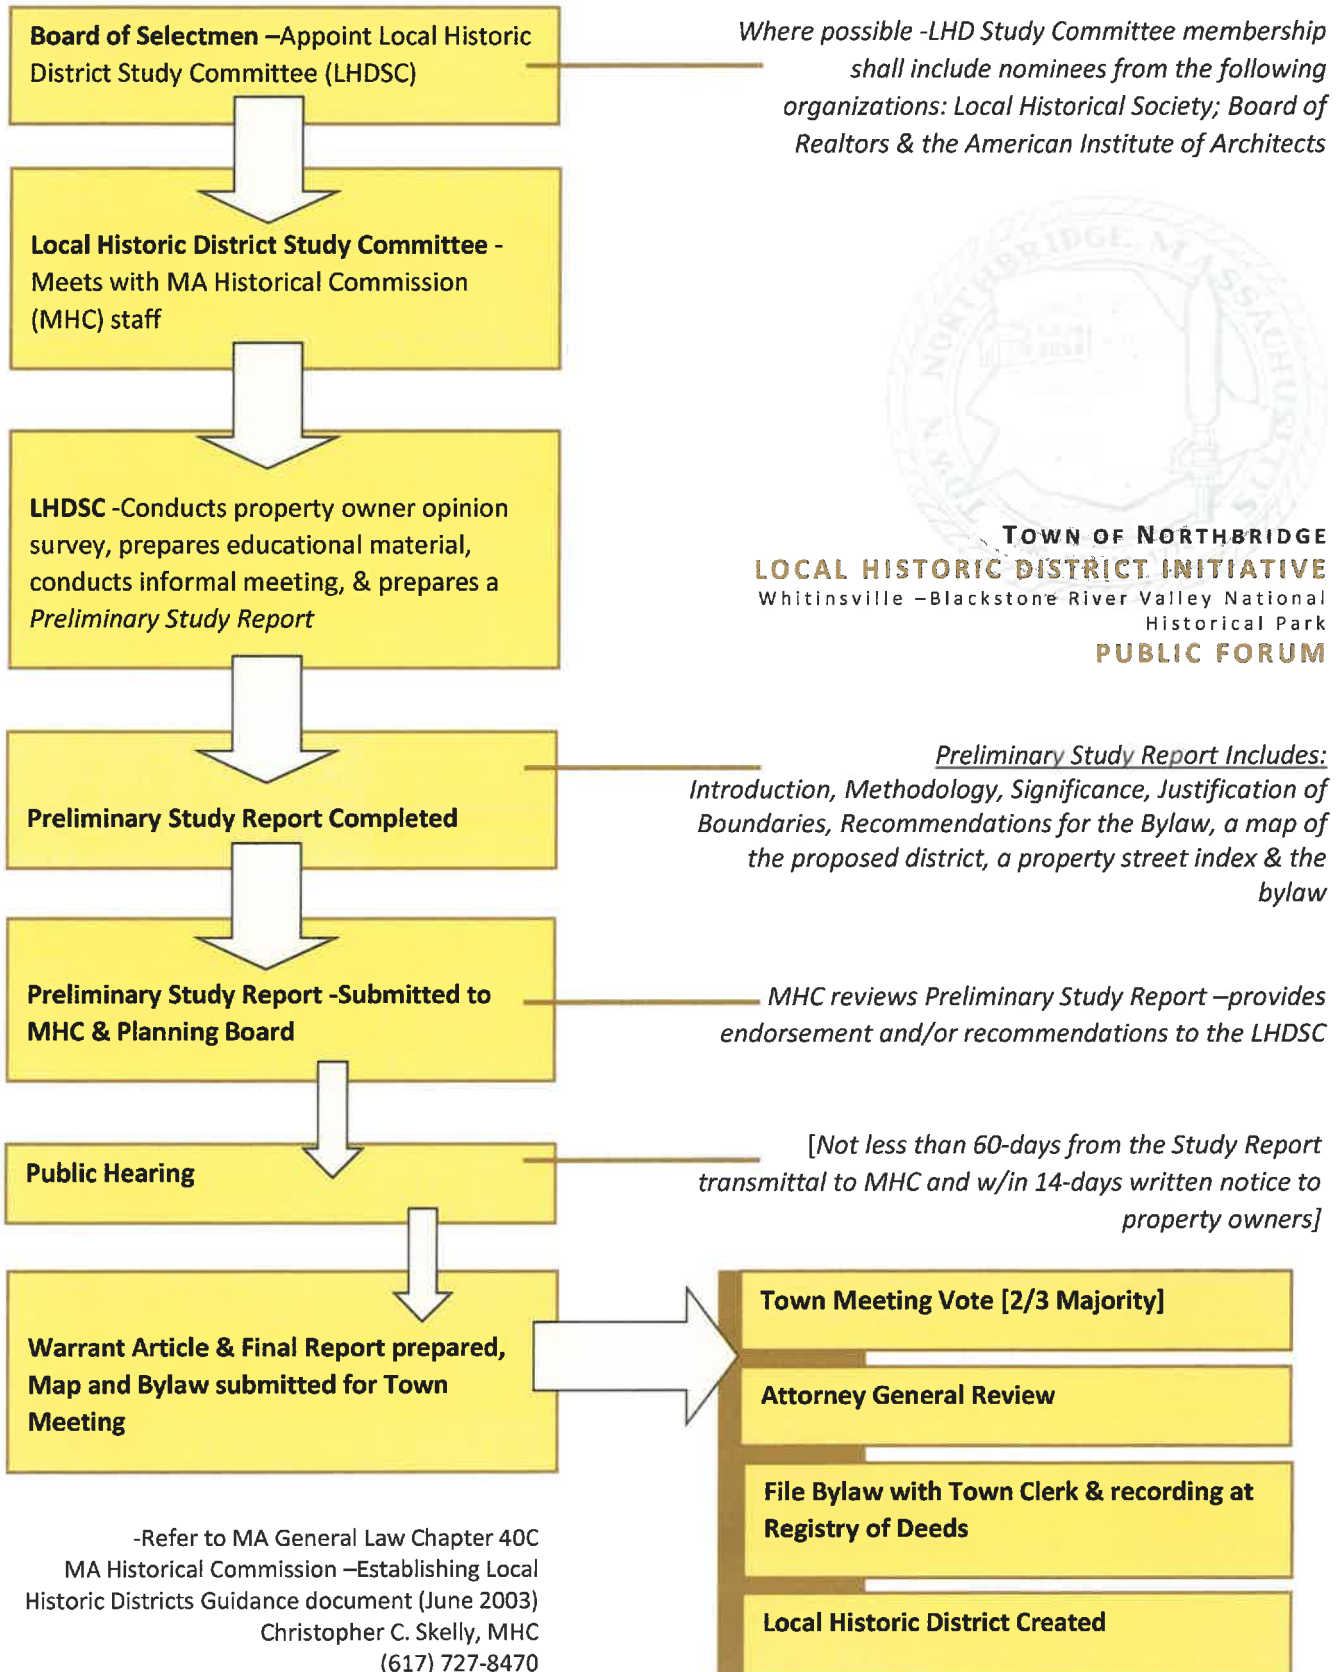 Board of Selectmen –Appoint Local Historic
District Study Committee (LHDSC)
Where possible -LHD Study Committee membership
shall include nominees from the following
organizations: Local Historical Society; Board of
Realtors & the American Institute of Architects
Local Historic District Study Committee -
Meets with MA Historical Commission
(MHC) staff
TOWN OF NORTHBRIDGE, MASSACHUSETTS
LHDSC -Conducts property owner opinion
survey, prepares educational material,
conducts informal meeting, & prepares a
Preliminary Study Report
TOWN OF NORTHBRIDGE
LOCAL HISTORIC DISTRICT INITIATIVE
Whitinsville –Blackstone River Valley National
Historical Park
PUBLIC FORUM
Preliminary Study Report Completed
Preliminary Study Report Includes:
Introduction, Methodology, Significance, Justification of
Boundaries, Recommendations for the Bylaw, a map of
the proposed district, a property street index & the
bylaw
Preliminary Study Report -Submitted to
MHC & Planning Board
MHC reviews Preliminary Study Report –provides
endorsement and/or recommendations to the LHDSC
Public Hearing
[Not less than 60-days from the Study Report
transmittal to MHC and w/in 14-days written notice to
property owners]
Warrant Article & Final Report prepared,
Map and Bylaw submitted for Town
Meeting
Town Meeting Vote [2/3 Majority]
Attorney General Review
File Bylaw with Town Clerk & recording at
Registry of Deeds
Local Historic District Created
-Refer to MA General Law Chapter 40C
MA Historical Commission –Establishing Local
Historic Districts Guidance document (June 2003)
Christopher C. Skelly, MHC
(617) 727-8470